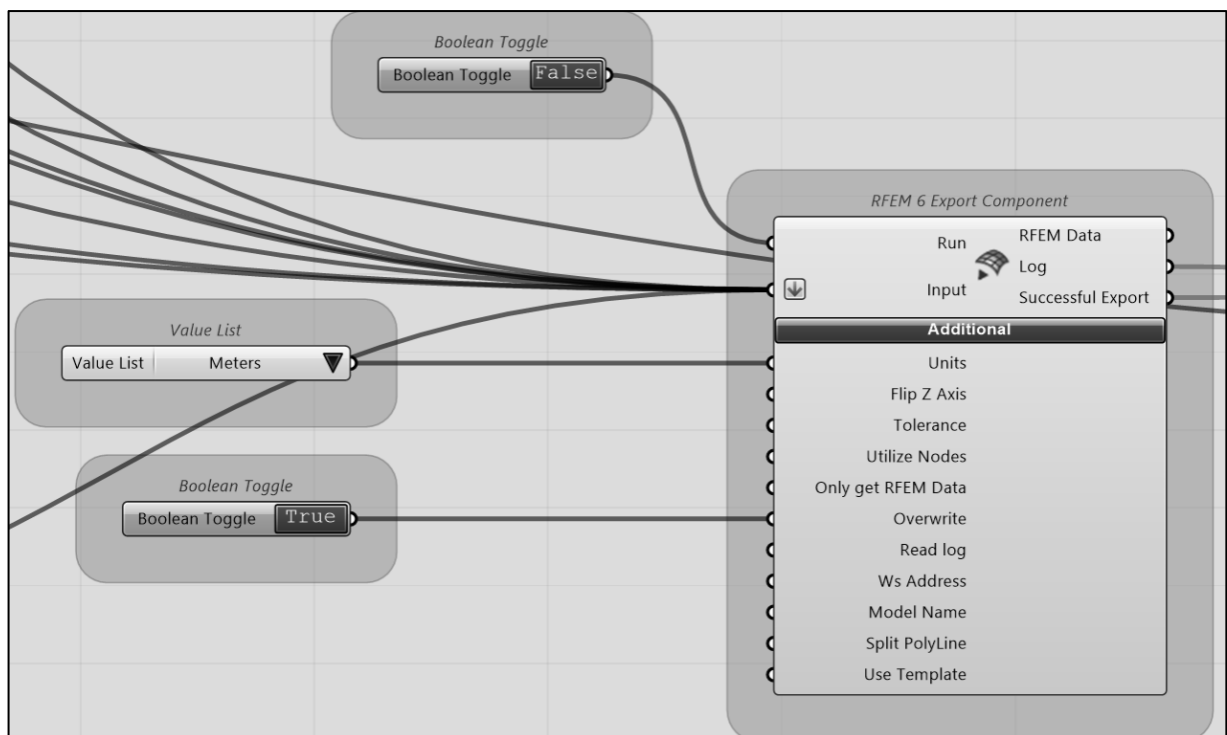 Boolean Toggle
Boolean Toggle False
RFEM 6 Export Component
Run RFEM Data
Log
Input Successful Export
Additional
Value List
Value List Meters
Units
Flip Z Axis
Tolerance
Utilize Nodes
Only get RFEM Data
Boolean Toggle
Boolean Toggle True
Overwrite
Read log
Ws Address
Model Name
Split PolyLine
Use Template